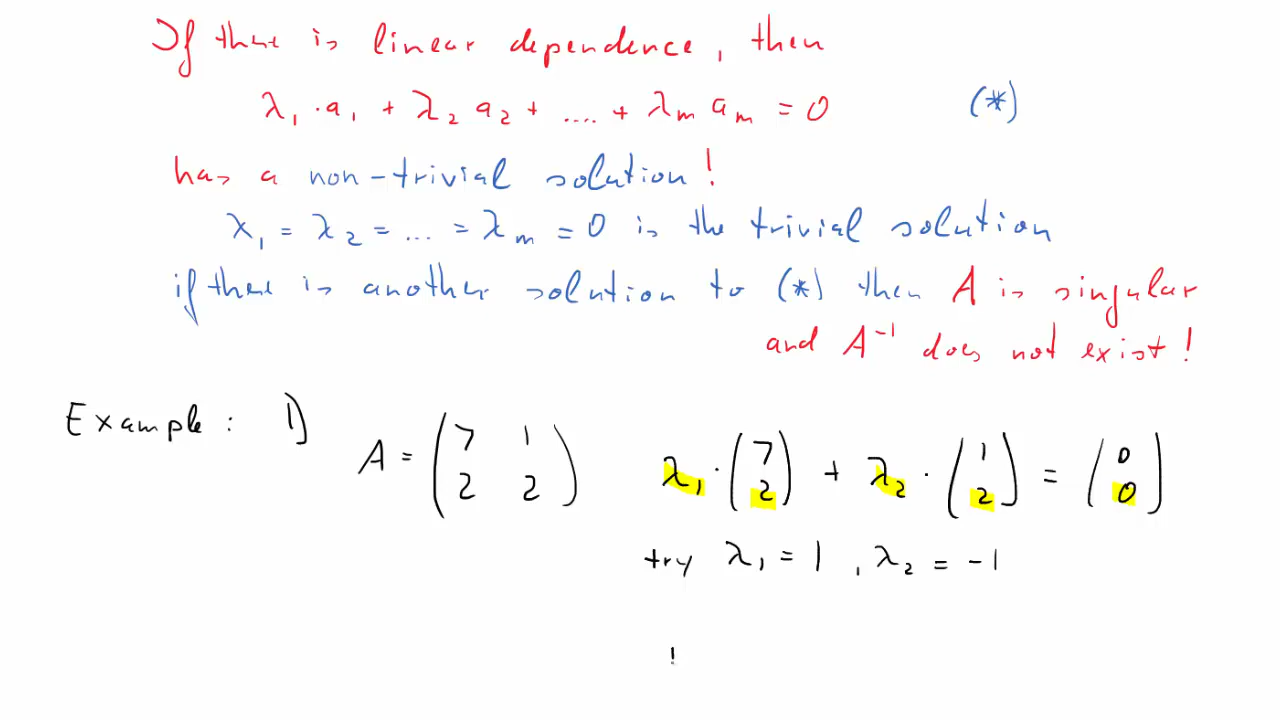 If there is linear dependence, then
λ₁ · a₁ + λ₂ a₂ + .... + λₘ aₘ = 0 (*)
has a non-trivial solution!
λ₁ = λ₂ = ... = λₘ = 0 is the trivial solution
if there is another solution to (*) then A is singular
and A⁻¹ does not exist!
Example: 1) A = (7 1; 2 2) λ₁ · (7; 2) + λ₂ · (1; 2) = (0; 0)
try λ₁ = 1, λ₂ = -1